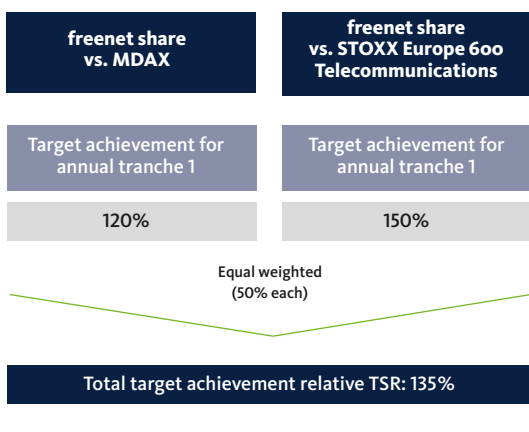 freenet share
vs. MDAX
freenet share
vs. STOXX Europe 600
Telecommunications
Target achievement for
annual tranche 1
Target achievement for
annual tranche 1
120%
150%
Equal weighted
(50% each)
Total target achievement relative TSR: 135%